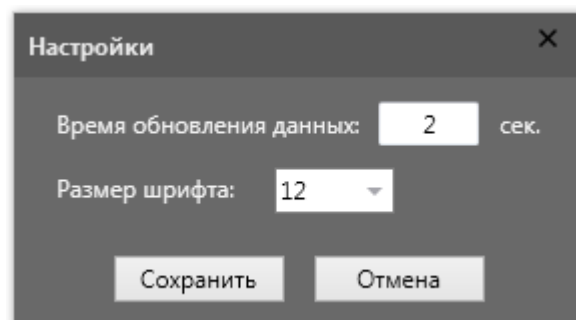 Настройки
Время обновления данных: 2 сек.
Размер шрифта: 12
Сохранить Отмена